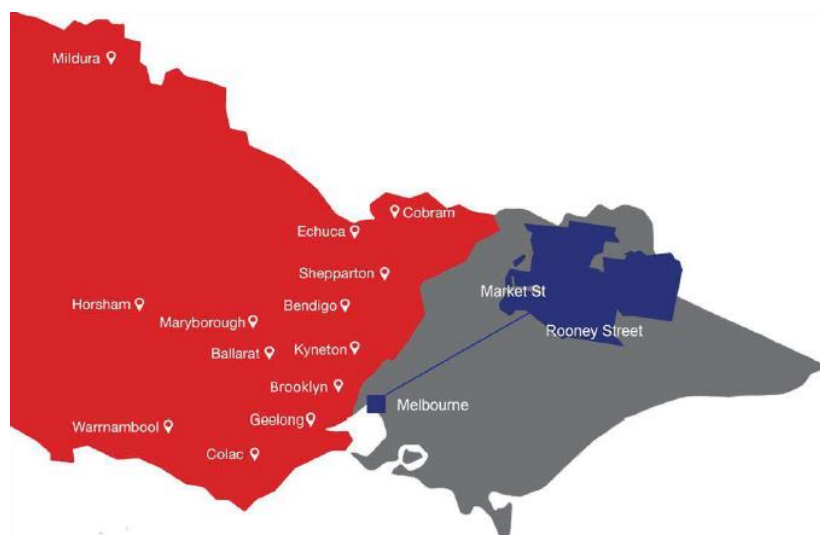 Mildura
Cobram
Echuca
Shepparton
Market St
Horsham
Bendigo
Maryborough
Rooney Street
Ballarat
Kyneton
Brooklyn
Melbourne
Warrnambool
Geelong
Colac